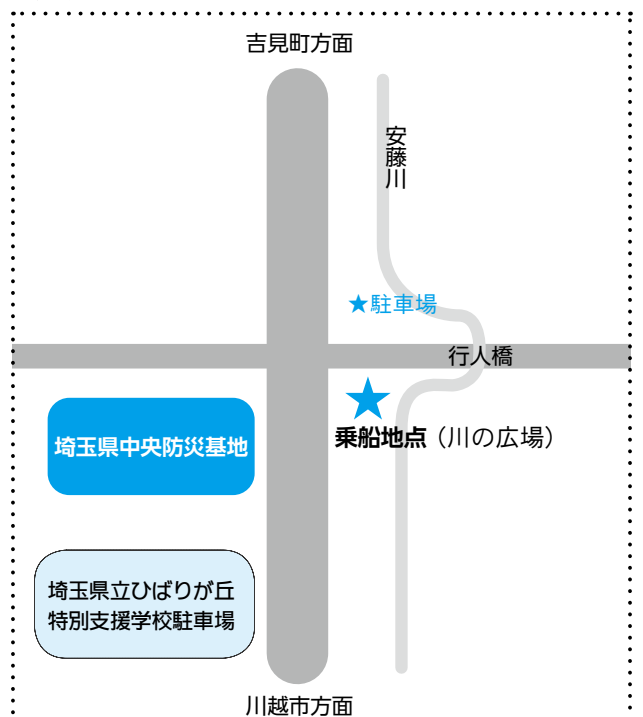 吉見町方面
安藤川
★駐車場
行人橋
乗船地点（川の広場）
埼玉県中央防災基地
埼玉県立ひばりが丘
特別支援学校駐車場
川越市方面